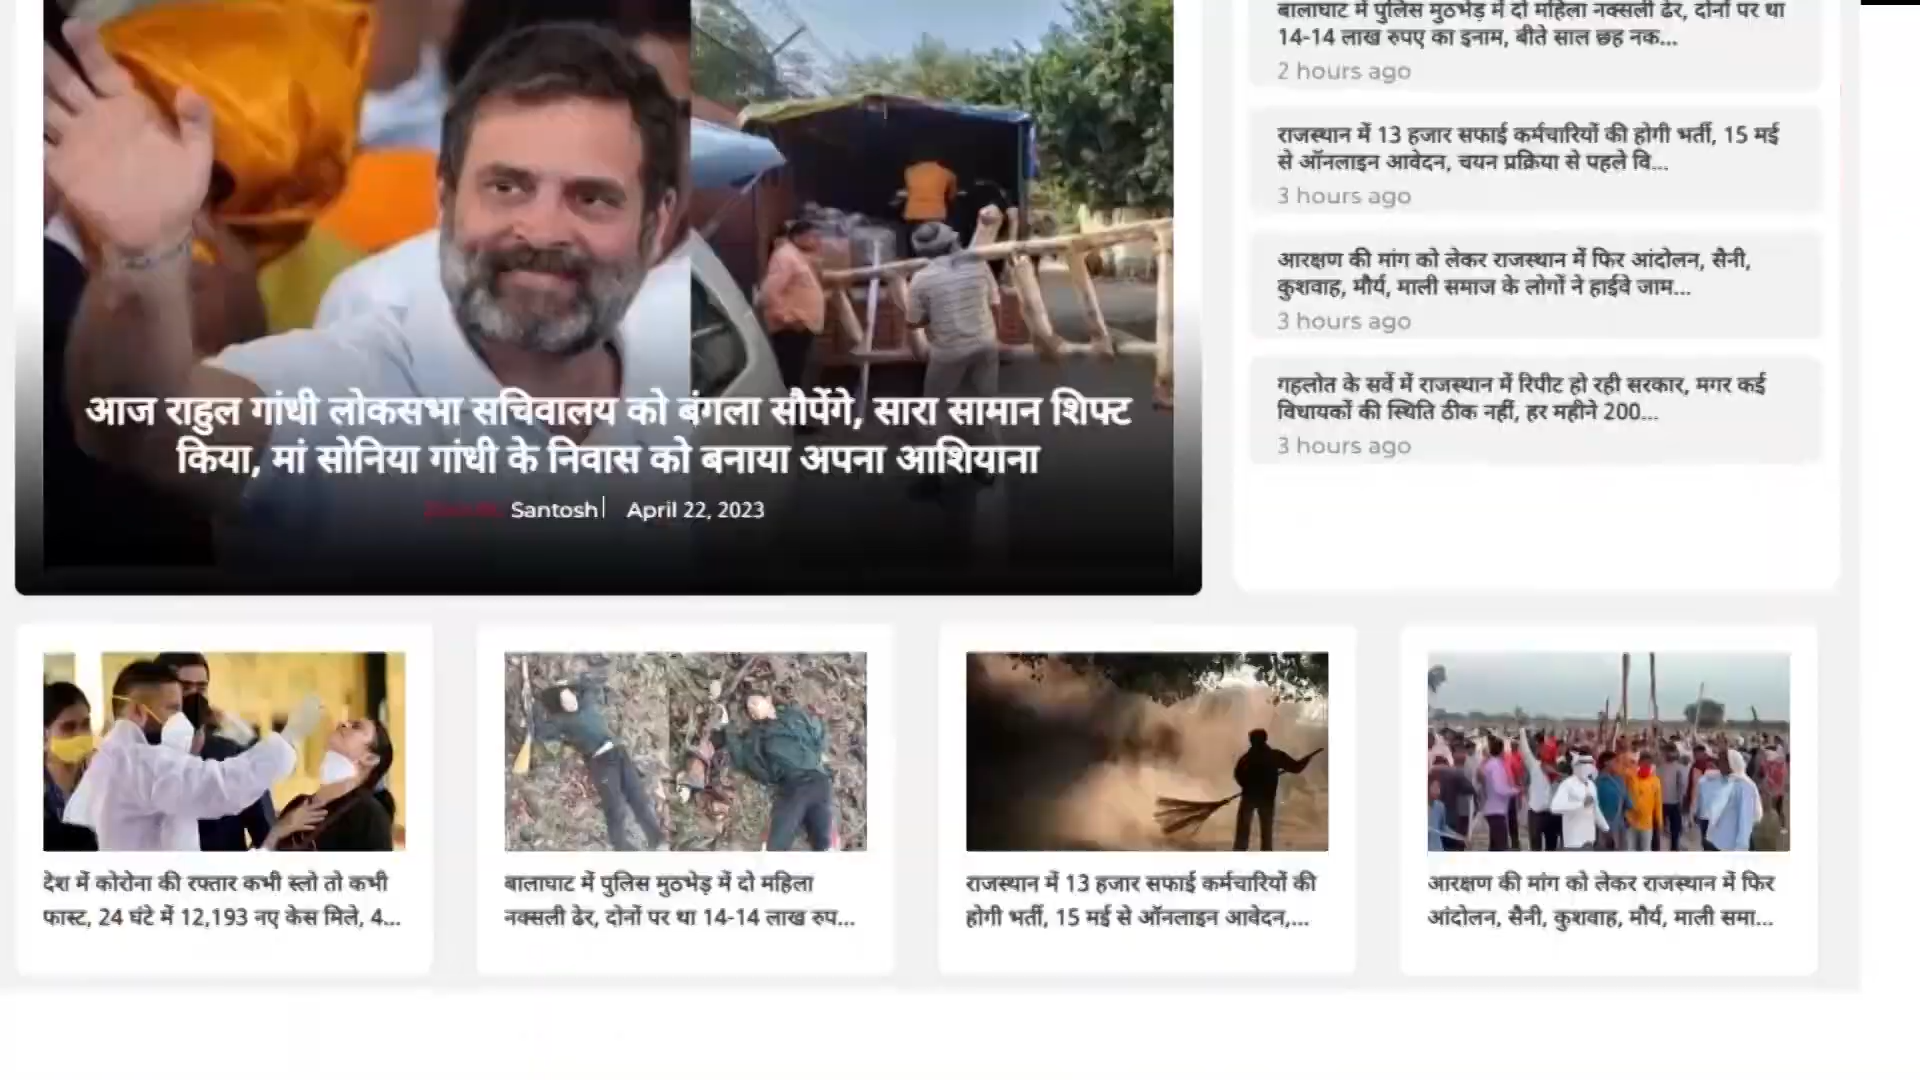 आज राहुल गांधी लोकसभा सचिवालय को बंगला सौपेंगे, सारा सामान शिफ्ट
किया, मां सोनिया गांधी के निवास को बनाया अपना आशियाना
Santosh| April 22, 2023
बालाघाट में पुलिस मुठभेड़ में दो महिला नक्सली ढेर, दोनों पर था
14-14 लाख रुपए का इनाम, बीते साल छह नक...
2 hours ago
राजस्थान में 13 हजार सफाई कर्मचारियों की होगी भर्ती, 15 मई
से ऑनलाइन आवेदन, चयन प्रक्रिया से पहले वि...
3 hours ago
आरक्षण की मांग को लेकर राजस्थान में फिर आंदोलन, सैनी,
कुशवाह, मौर्य, माली समाज के लोगों ने हाईवे जाम...
3 hours ago
गहलोत के सर्वे में राजस्थान में रिपीट हो रही सरकार, मगर कई
विधायकों की स्थिति ठीक नहीं, हर महीने 200...
3 hours ago
देश में कोरोना की रफ्तार कभी स्लो तो कभी
फास्ट, 24 घंटे में 12,193 नए केस मिले, 4...
बालाघाट में पुलिस मुठभेड़ में दो महिला
नक्सली ढेर, दोनों पर था 14-14 लाख रुप...
राजस्थान में 13 हजार सफाई कर्मचारियों की
होगी भर्ती, 15 मई से ऑनलाइन आवेदन,...
आरक्षण की मांग को लेकर राजस्थान में फिर
आंदोलन, सैनी, कुशवाह, मौर्य, माली समा...